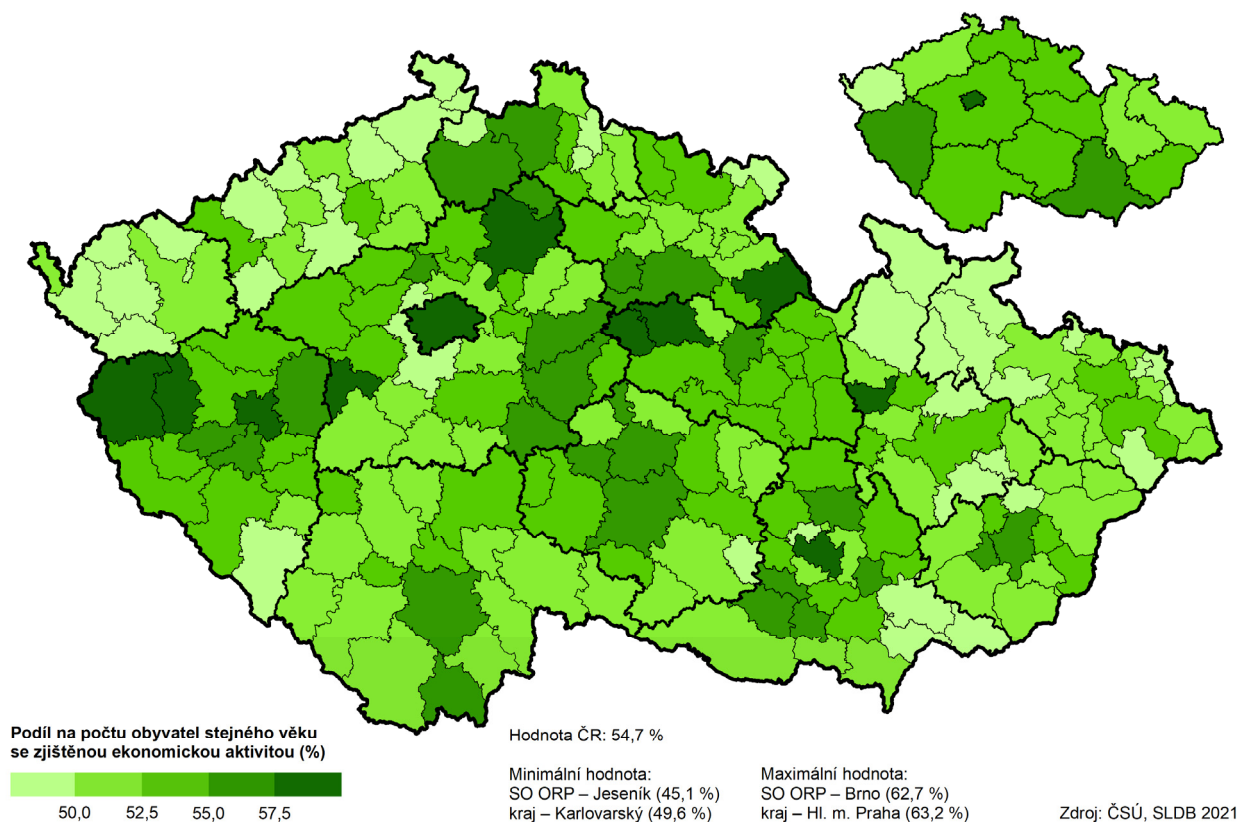 Podíl na počtu obyvatel stejného věku
se zjištěnou ekonomickou aktivitou (%)
50,0 52,5 55,0 57,5
Hodnota ČR: 54,7 %
Minimální hodnota:
SO ORP – Jeseník (45,1 %)
kraj – Karlovarský (49,6 %)
Maximální hodnota:
SO ORP – Brno (62,7 %)
kraj – Hl. m. Praha (63,2 %)
Zdroj: ČSÚ, SLDB 2021